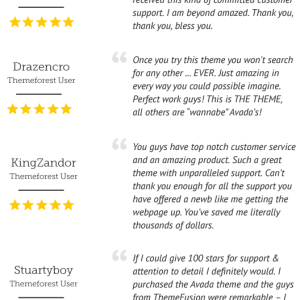 received this kind of committed customer
support. I am beyond amazed. Thank you,
thank you, bless you.
Drazencro
Themeforest User
Once you try this theme you won't search
for any other ... EVER. Just amazing in
every way you could possible imagine.
Perfect work guys! This is THE THEME,
all others are "wannabe" Avada's!
KingZandor
Themeforest User
You guys have top notch customer service
and an amazing product. Such a great
theme with unparalleled support. Can't
thank you enough for all the support you
have offered a newb like me getting the
webpage up. You've saved me literally
thousands of dollars.
Stuartyboy
Themeforest User
If I could give 100 stars for support &
attention to detail I definitely would. I
purchased the Avada theme and the guys
from ThemeFusion were remarkable – I